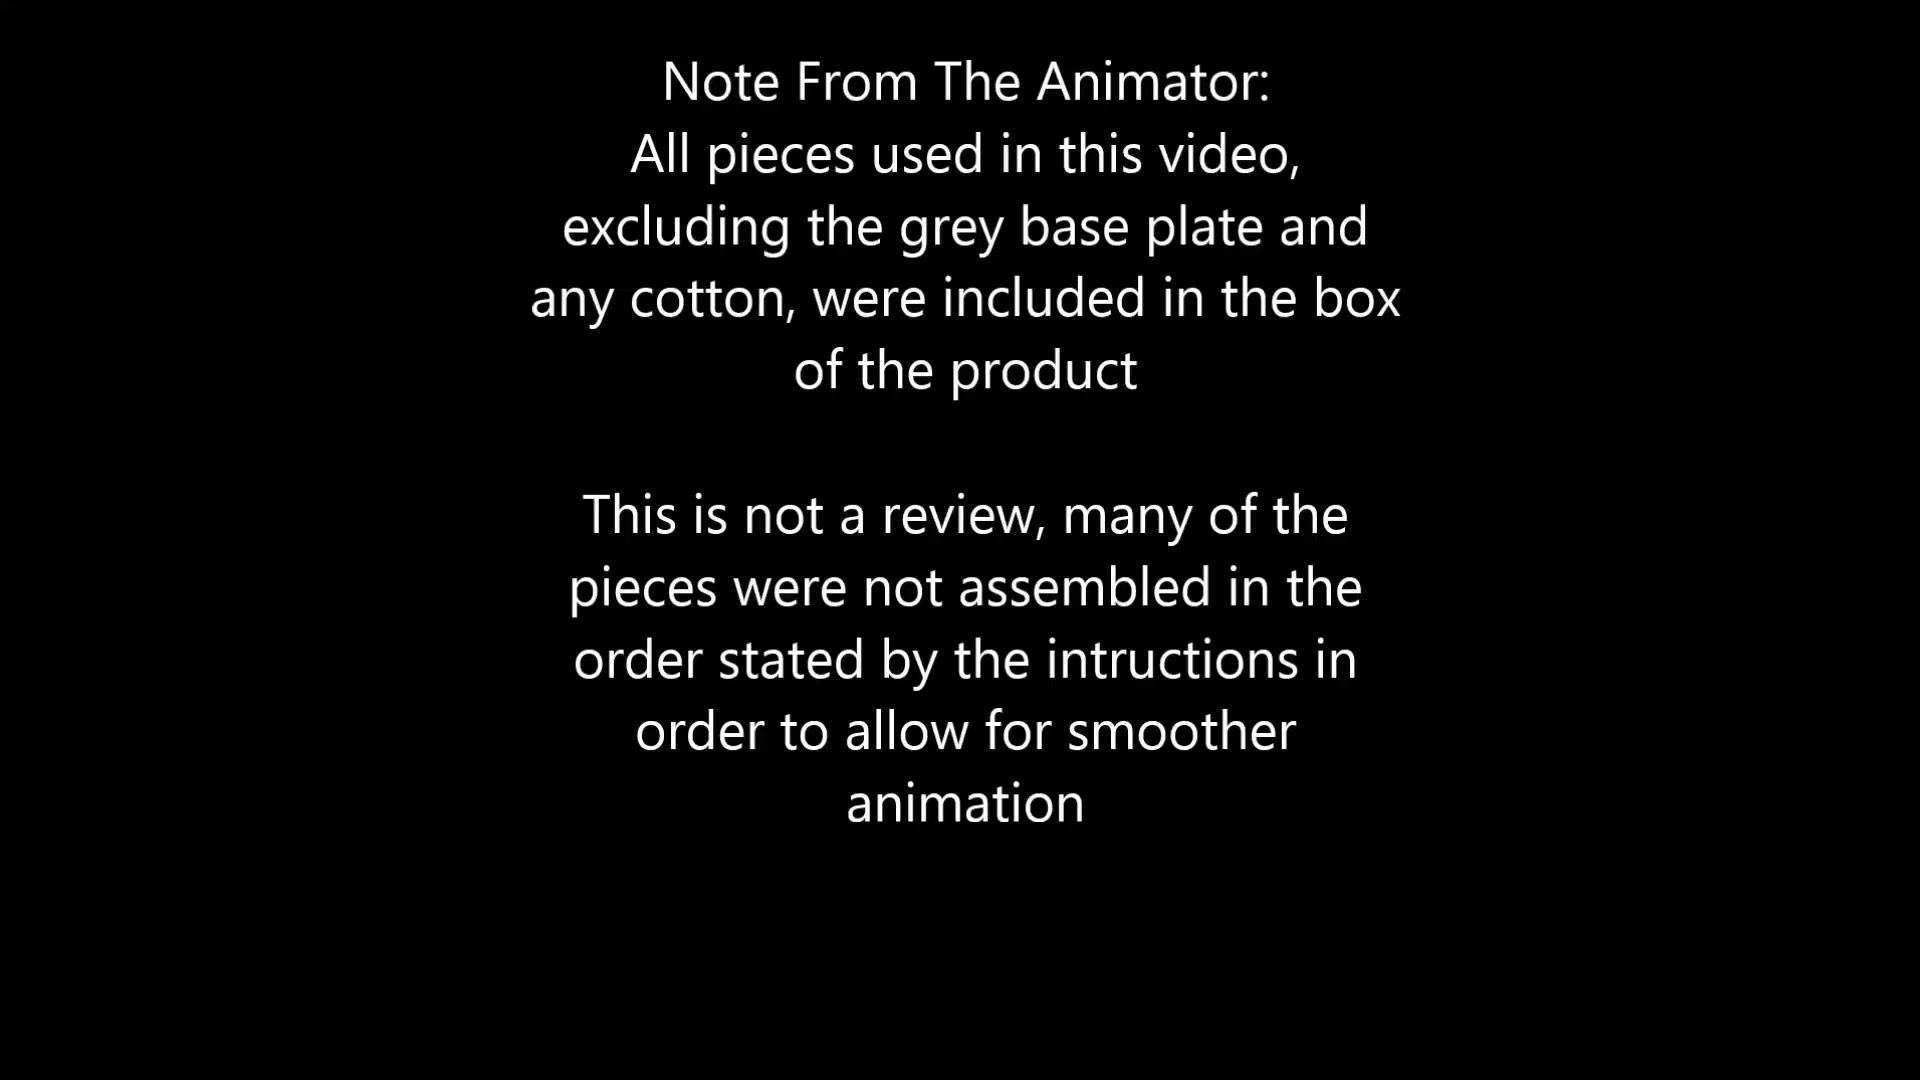 Note From The Animator:
All pieces used in this video,
excluding the grey base plate and
any cotton, were included in the box
of the product
This is not a review, many of the
pieces were not assembled in the
order stated by the intructions in
order to allow for smoother
animation